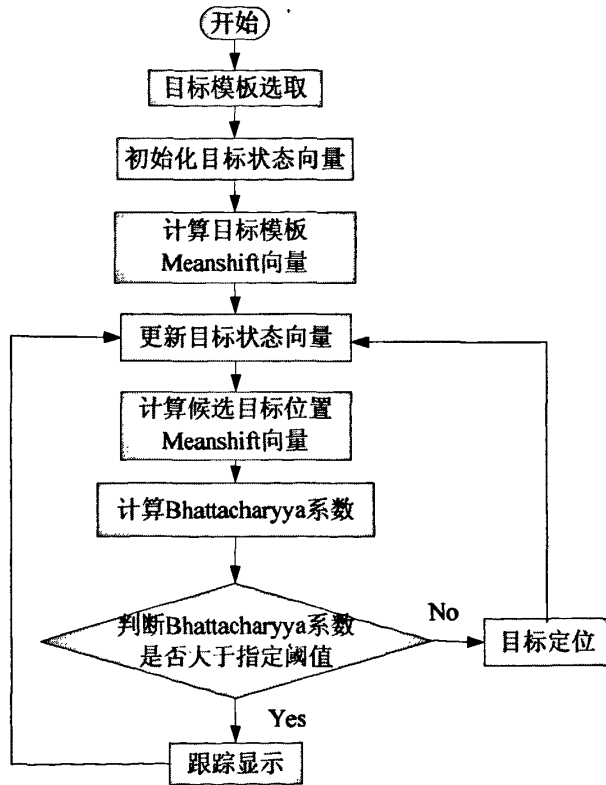 开始
目标模板选取
初始化目标状态向量
计算目标模板
Meanshift向量
更新目标状态向量
计算候选目标位置
Meanshift向量
计算Bhattacharyya系数
判断Bhattacharyya系数
是否大于指定阈值
No
目标定位
Yes
跟踪显示